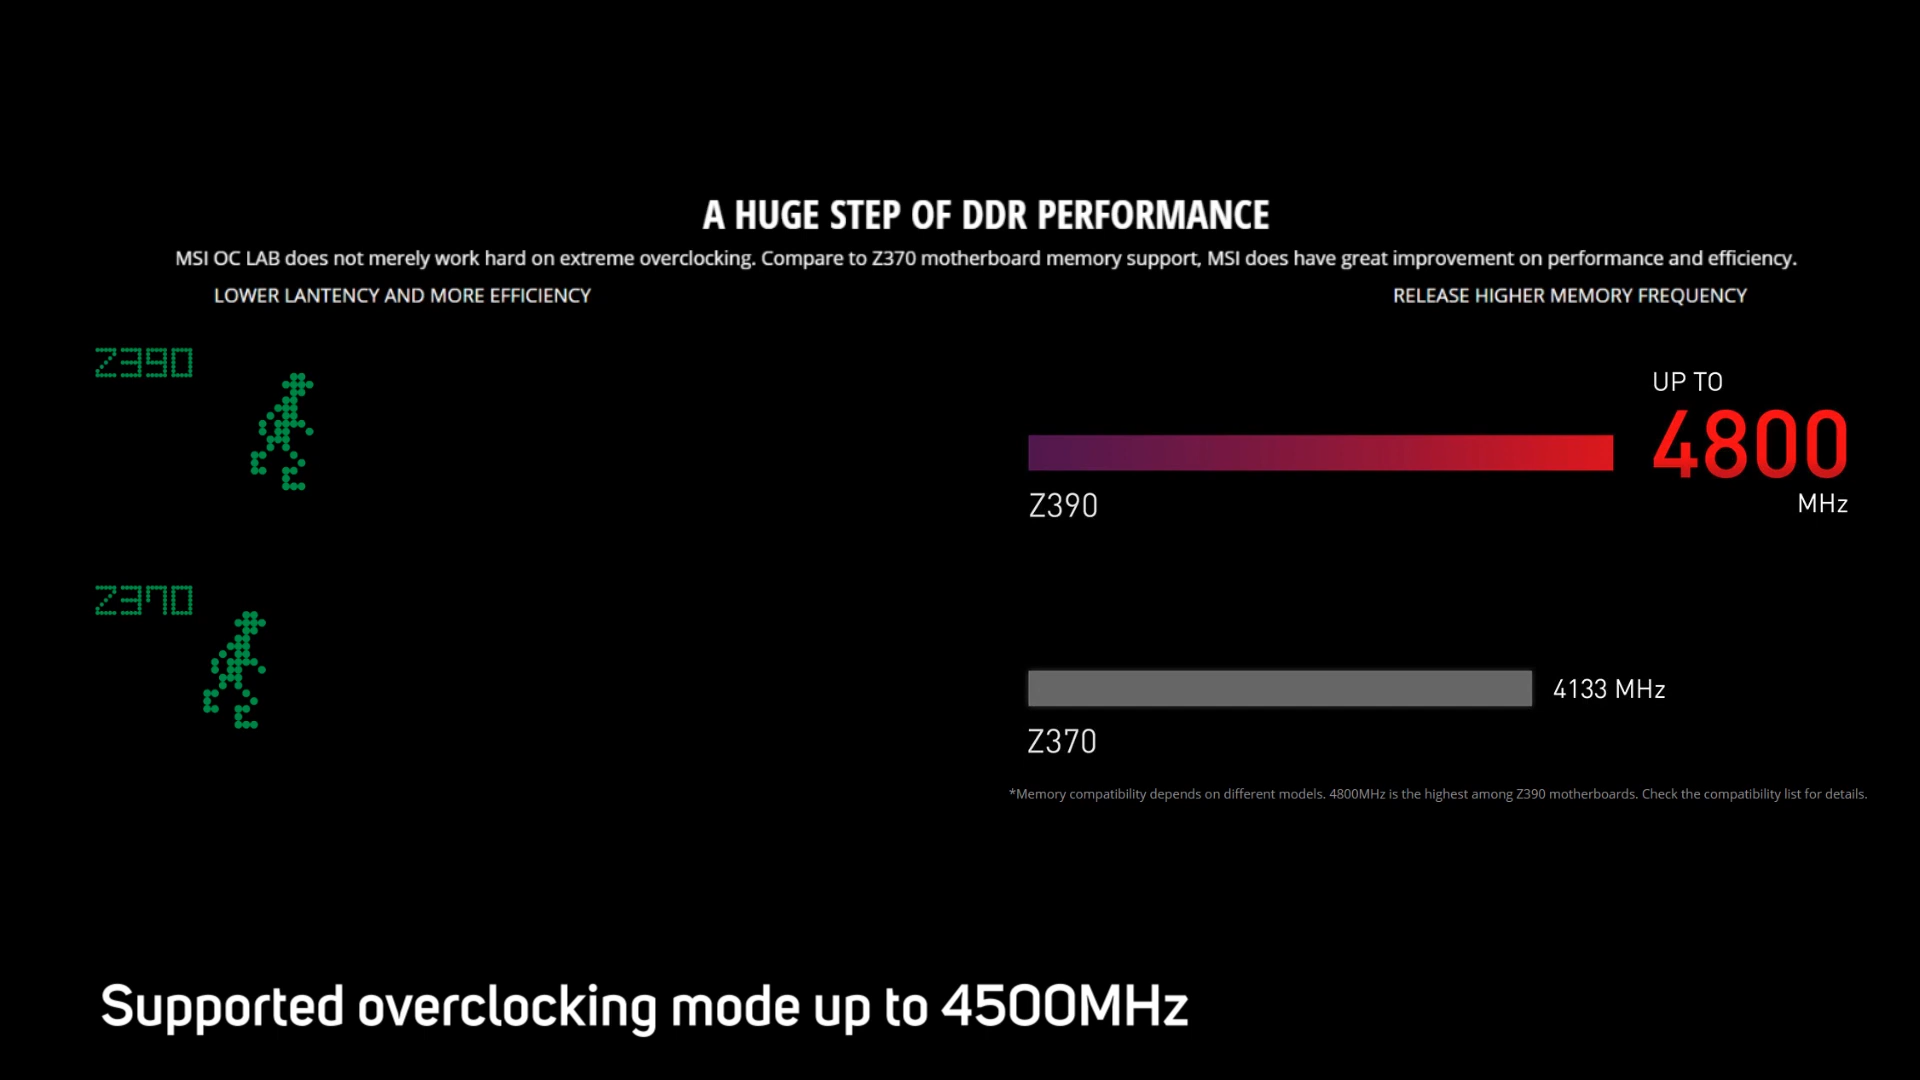 A HUGE STEP OF DDR PERFORMANCE
MSI OC LAB does not merely work hard on extreme overclocking. Compare to Z370 motherboard memory support, MSI does have great improvement on performance and efficiency.
LOWER LANTENCY AND MORE EFFICIENCY
RELEASE HIGHER MEMORY FREQUENCY
Z390
UP TO
4800
MHz
Z390
Z370
4133 MHz
Z370
*Memory compatibility depends on different models. 4800MHz is the highest among Z390 motherboards. Check the compatibility list for details.
Supported overclocking mode up to 4500MHz